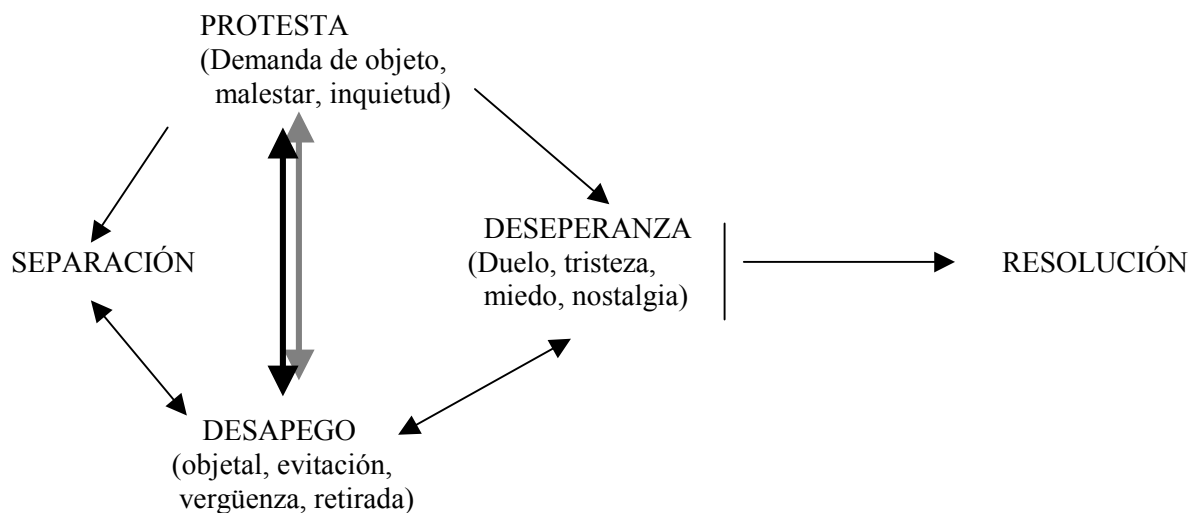 PROTESTA
(Demanda de objeto,
malestar, inquietud)
SEPARACIÓN
DESEPERANZA
(Duelo, tristeza,
miedo, nostalgia)
RESOLUCIÓN
DESAPEGO
(objetal, evitación,
vergüenza, retirada)